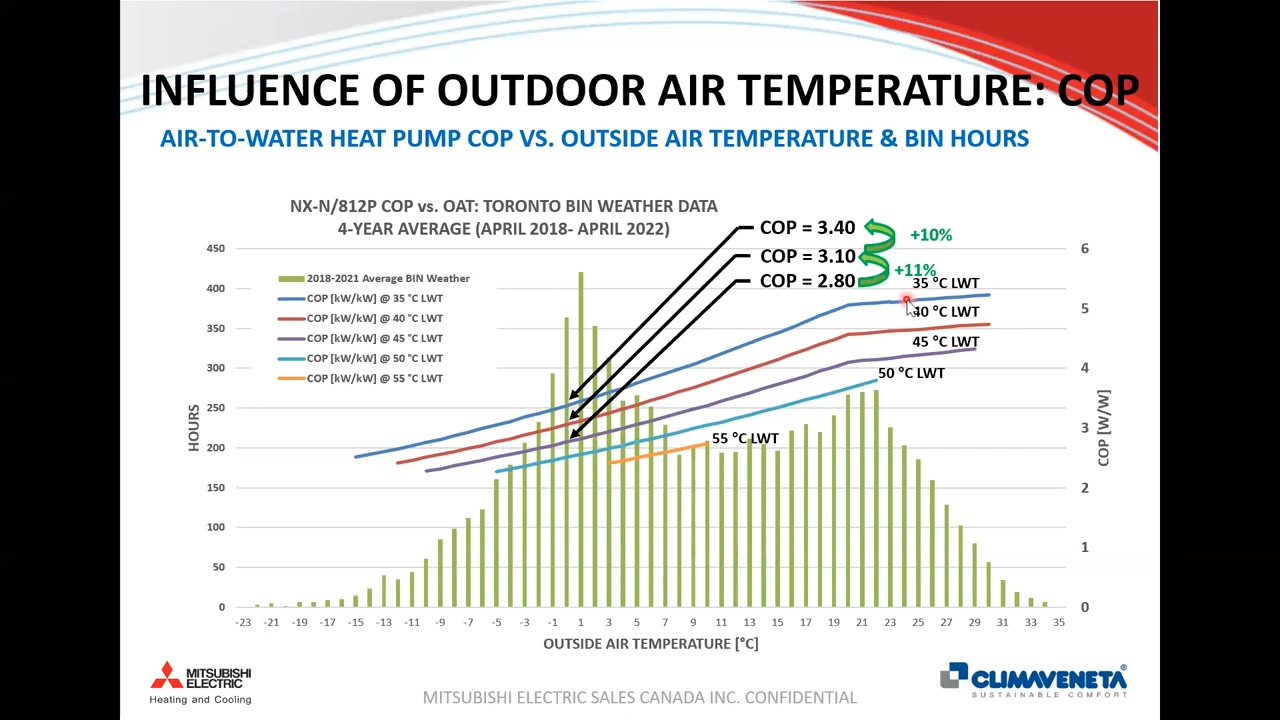 INFLUENCE OF OUTDOOR AIR TEMPERATURE: COP
AIR-TO-WATER HEAT PUMP COP VS. OUTSIDE AIR TEMPERATURE & BIN HOURS
NX-N/812P COP vs. OAT: TORONTO BIN WEATHER DATA
4-YEAR AVERAGE (APRIL 2018- APRIL 2022)
COP = 3.40
+10%
COP = 3.10
+11%
COP = 2.80
450
400
350
300
250
200
150
100
50
0
HOURS
2018-2021 Average BIN Weather
COP [kW/kW] @ 35 °C LWT
COP [kW/kW] @ 40 °C LWT
COP [kW/kW] @ 45 °C LWT
COP [kW/kW] @ 50 °C LWT
COP [kW/kW] @ 55 °C LWT
35 °C LWT
40 °C LWT
45 °C LWT
50 °C LWT
55 °C LWT
6
5
4
3
2
1
0
COP [W/W]
-23 -21 -19 -17 -15 -13 -11 -9 -7 -5 -3 -1 1 3 5 7 9 11 13 15 17 19 21 23 25 27 29 31 33 35
OUTSIDE AIR TEMPERATURE [°C]
MITSUBISHI
ELECTRIC
Heating and Cooling
MITSUBISHI ELECTRIC SALES CANADA INC. CONFIDENTIAL
CLIMAVENETA®
SUSTAINABLE COMFORT